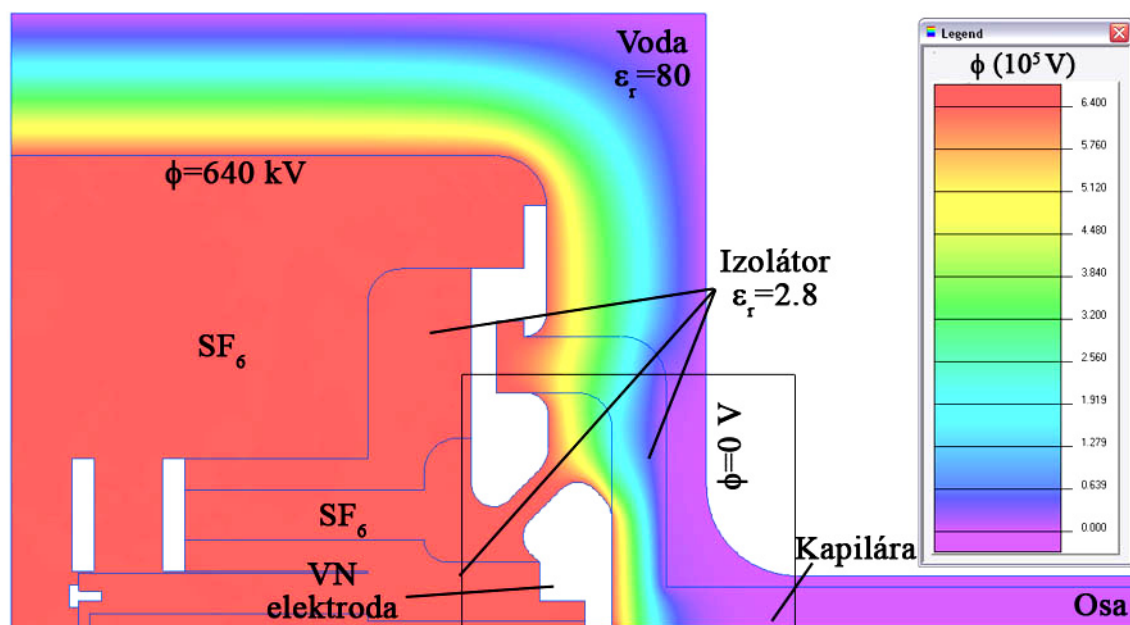 Voda
εr=80
ϕ=640 kV
Izolátor
εr=2.8
SF6
ϕ=0 V
SF6
Kapilára
VN
elektroda
Osa
Legend
ϕ (10⁵ V)
6.400
5.760
5.120
4.480
3.840
3.200
2.560
1.919
1.279
0.639
0.000